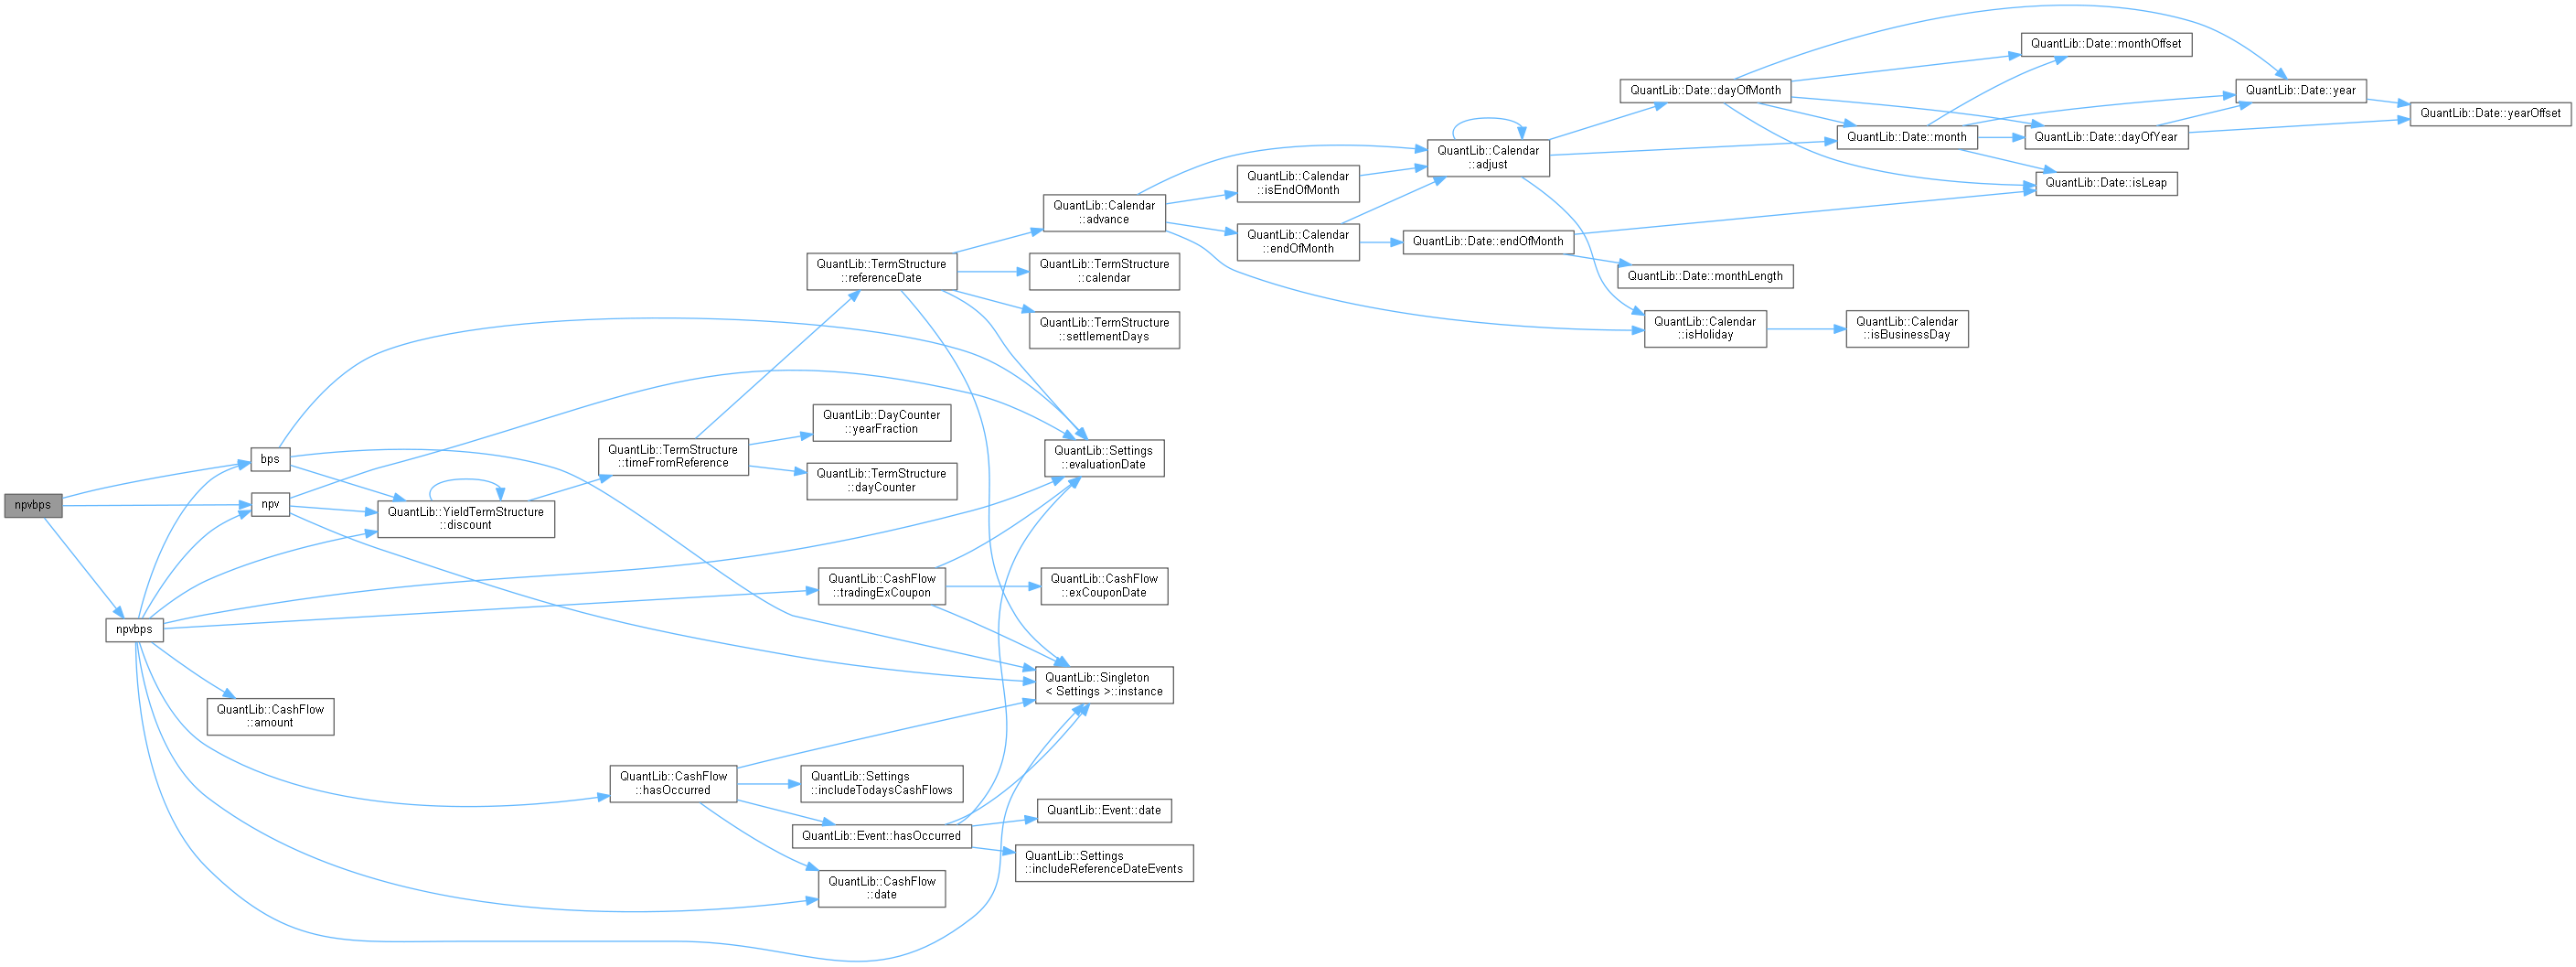 npvbps
bps
npv
npvbps
QuantLib::CashFlow
::amount
QuantLib::YieldTermStructure
::discount
QuantLib::TermStructure
::timeFromReference
QuantLib::CashFlow
::hasOccurred
QuantLib::TermStructure
::referenceDate
QuantLib::DayCounter
::yearFraction
QuantLib::TermStructure
::dayCounter
QuantLib::CashFlow
::tradingExCoupon
QuantLib::Settings
::includeTodaysCashFlows
QuantLib::Event::hasOccurred
QuantLib::CashFlow
::date
QuantLib::Calendar
::advance
QuantLib::TermStructure
::calendar
QuantLib::TermStructure
::settlementDays
QuantLib::Settings
::evaluationDate
QuantLib::CashFlow
::exCouponDate
QuantLib::Singleton
< Settings >::instance
QuantLib::Event::date
QuantLib::Settings
::includeReferenceDateEvents
QuantLib::Calendar
::isEndOfMonth
QuantLib::Calendar
::endOfMonth
QuantLib::Calendar
::adjust
QuantLib::Date::endOfMonth
QuantLib::Date::dayOfMonth
QuantLib::Date::monthLength
QuantLib::Calendar
::isHoliday
QuantLib::Date::month
QuantLib::Calendar
::isBusinessDay
QuantLib::Date::monthOffset
QuantLib::Date::dayOfYear
QuantLib::Date::isLeap
QuantLib::Date::year
QuantLib::Date::yearOffset